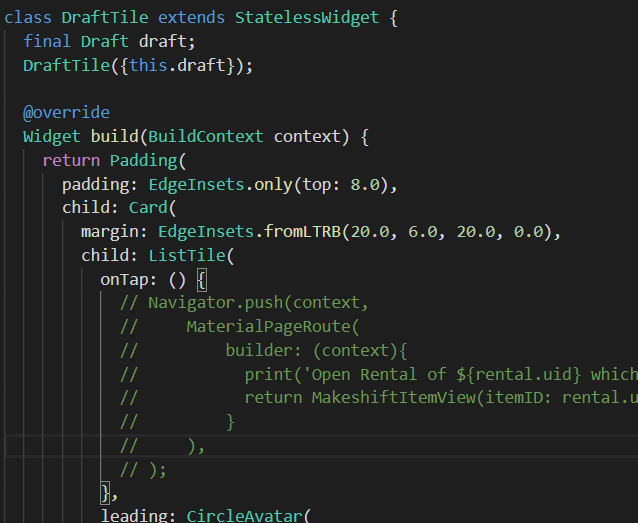 class DraftTile extends StatelessWidget {
  final Draft draft;
  DraftTile({this.draft});

  @override
  Widget build(BuildContext context) {
    return Padding(
      padding: EdgeInsets.only(top: 8.0),
      child: Card(
        margin: EdgeInsets.fromLTRB(20.0, 6.0, 20.0, 0.0),
        child: ListTile(
          onTap: () {
            // Navigator.push(context,
            //     MaterialPageRoute(
            //         builder: (context){
            //           print('Open Rental of ${rental.uid} which
            //           return MakeshiftItemView(itemID: rental.u
            //         }
            //     ),
            // );
          },
          leading: CircleAvatar(